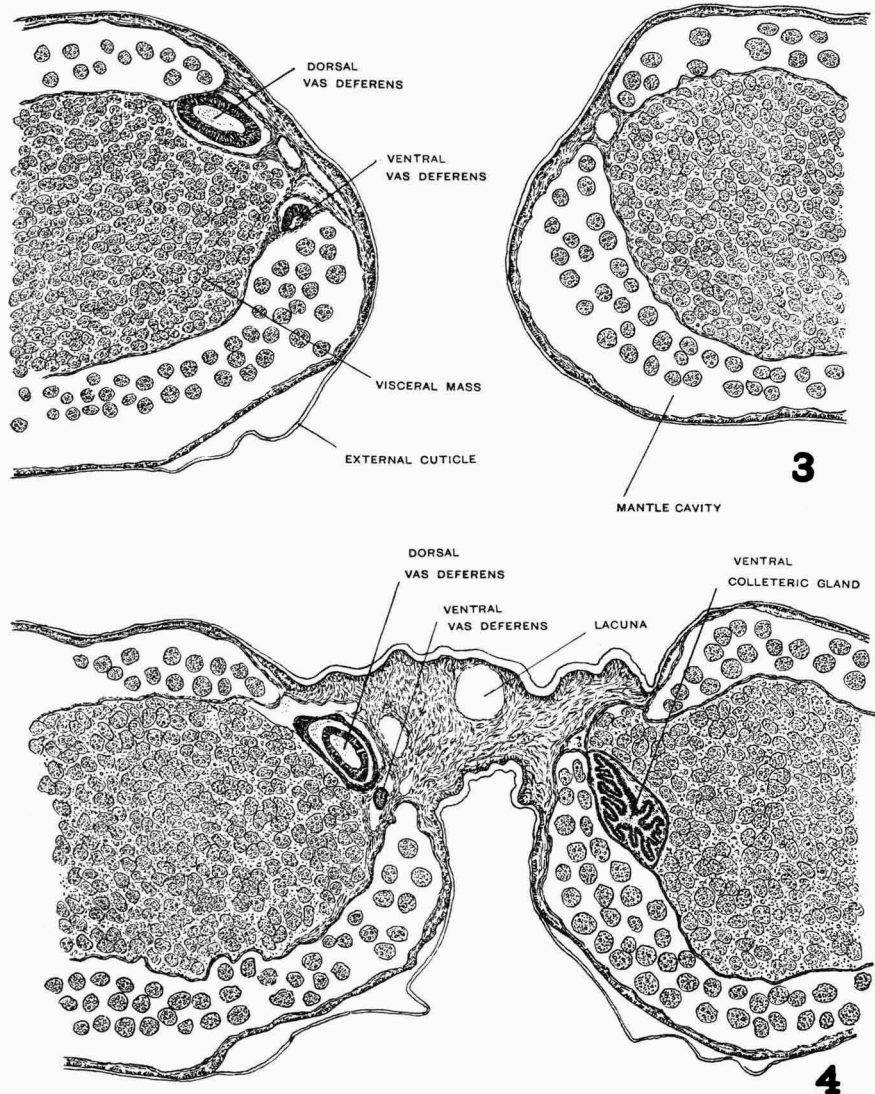 DORSAL
VAS DEFERENS
VENTRAL
VAS DEFERENS
VISCERAL MASS
EXTERNAL CUTICLE
3
MANTLE CAVITY
DORSAL
VAS DEFERENS
VENTRAL
VAS DEFERENS
LACUNA
VENTRAL
COLLETERIC GLAND
4